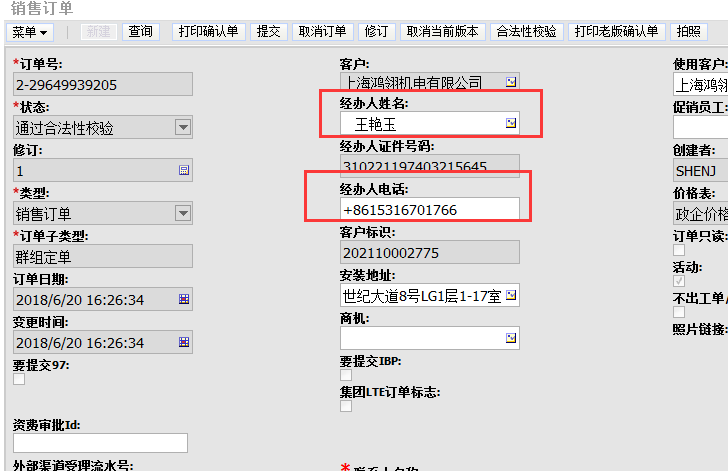 销售订单
菜单 新建 查询 打印确认单 提交 取消订单 修订 取消当前版本 合法性校验 打印老版确认单 拍照
*订单号:
2-29649939205
*状态:
通过合法性校验
修订:
1
*类型:
销售订单
*订单子类型:
群组定单
订单日期:
2018/6/20 16:26:34
变更时间:
2018/6/20 16:26:34
要提交97:
资费审批Id:
外部渠道受理流水号:
客户:
上海鸿翎机电有限公司
经办人姓名:
王艳玉
经办人证件号码:
310221197403215645
经办人电话:
+8615316701766
客户标识:
202110002775
安装地址:
世纪大道8号LG1层1-17室
商机:
要提交IBP:
集团LTE订单标志:
*联系人名称
使用客户:
上海鸿翎
促销员工
创建者:
SHENJ
价格表:
政企价格
订单只读:
活动:
不出工单/
照片链接: